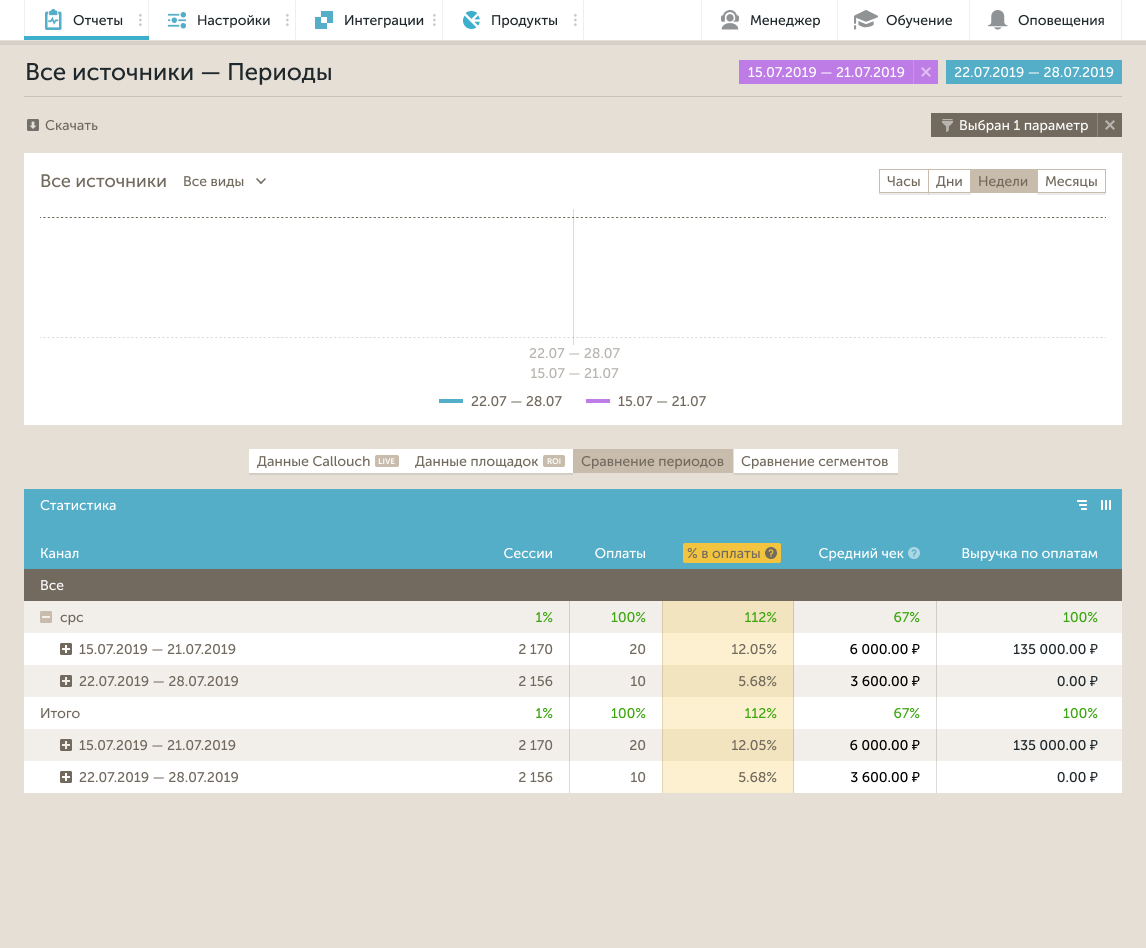 Отчеты Настройки Интеграции Продукты Менеджер Обучение Оповещения
Все источники — Периоды 15.07.2019 — 21.07.2019 22.07.2019 — 28.07.2019
Скачать Выбран 1 параметр
Все источники Все виды Часы Дни Недели Месяцы
22.07 — 28.07
15.07 — 21.07
22.07 — 28.07 15.07 — 21.07
Данные Callouch LIVE Данные площадок ROI Сравнение периодов Сравнение сегментов
Статистика
Канал Сессии Оплаты % в оплаты ? Средний чек ? Выручка по оплатам
Все
cpc 1% 100% 112% 67% 100%
15.07.2019 — 21.07.2019 2 170 20 12.05% 6 000.00 ₽ 135 000.00 ₽
22.07.2019 — 28.07.2019 2 156 10 5.68% 3 600.00 ₽ 0.00 ₽
Итого 1% 100% 112% 67% 100%
15.07.2019 — 21.07.2019 2 170 20 12.05% 6 000.00 ₽ 135 000.00 ₽
22.07.2019 — 28.07.2019 2 156 10 5.68% 3 600.00 ₽ 0.00 ₽